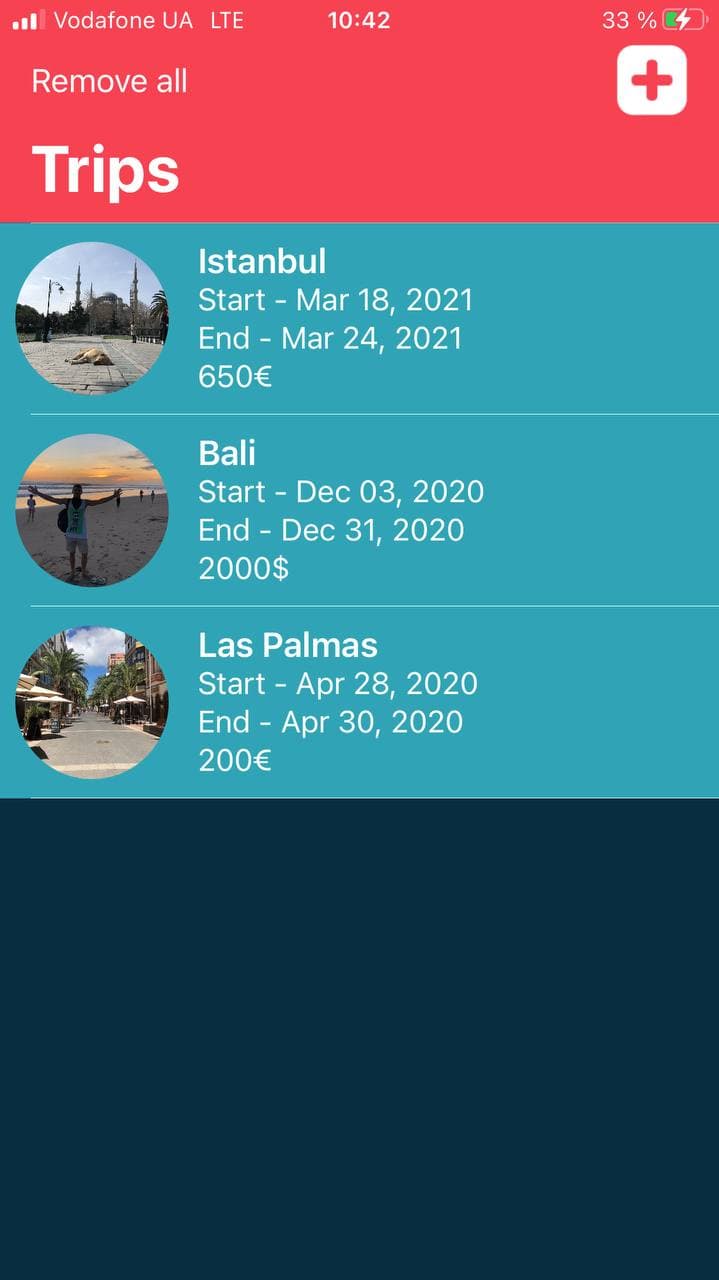 Vodafone UA LTE 10:42 33 %
Remove all
Trips
Istanbul
Start - Mar 18, 2021
End - Mar 24, 2021
650€
Bali
Start - Dec 03, 2020
End - Dec 31, 2020
2000$
Las Palmas
Start - Apr 28, 2020
End - Apr 30, 2020
200€